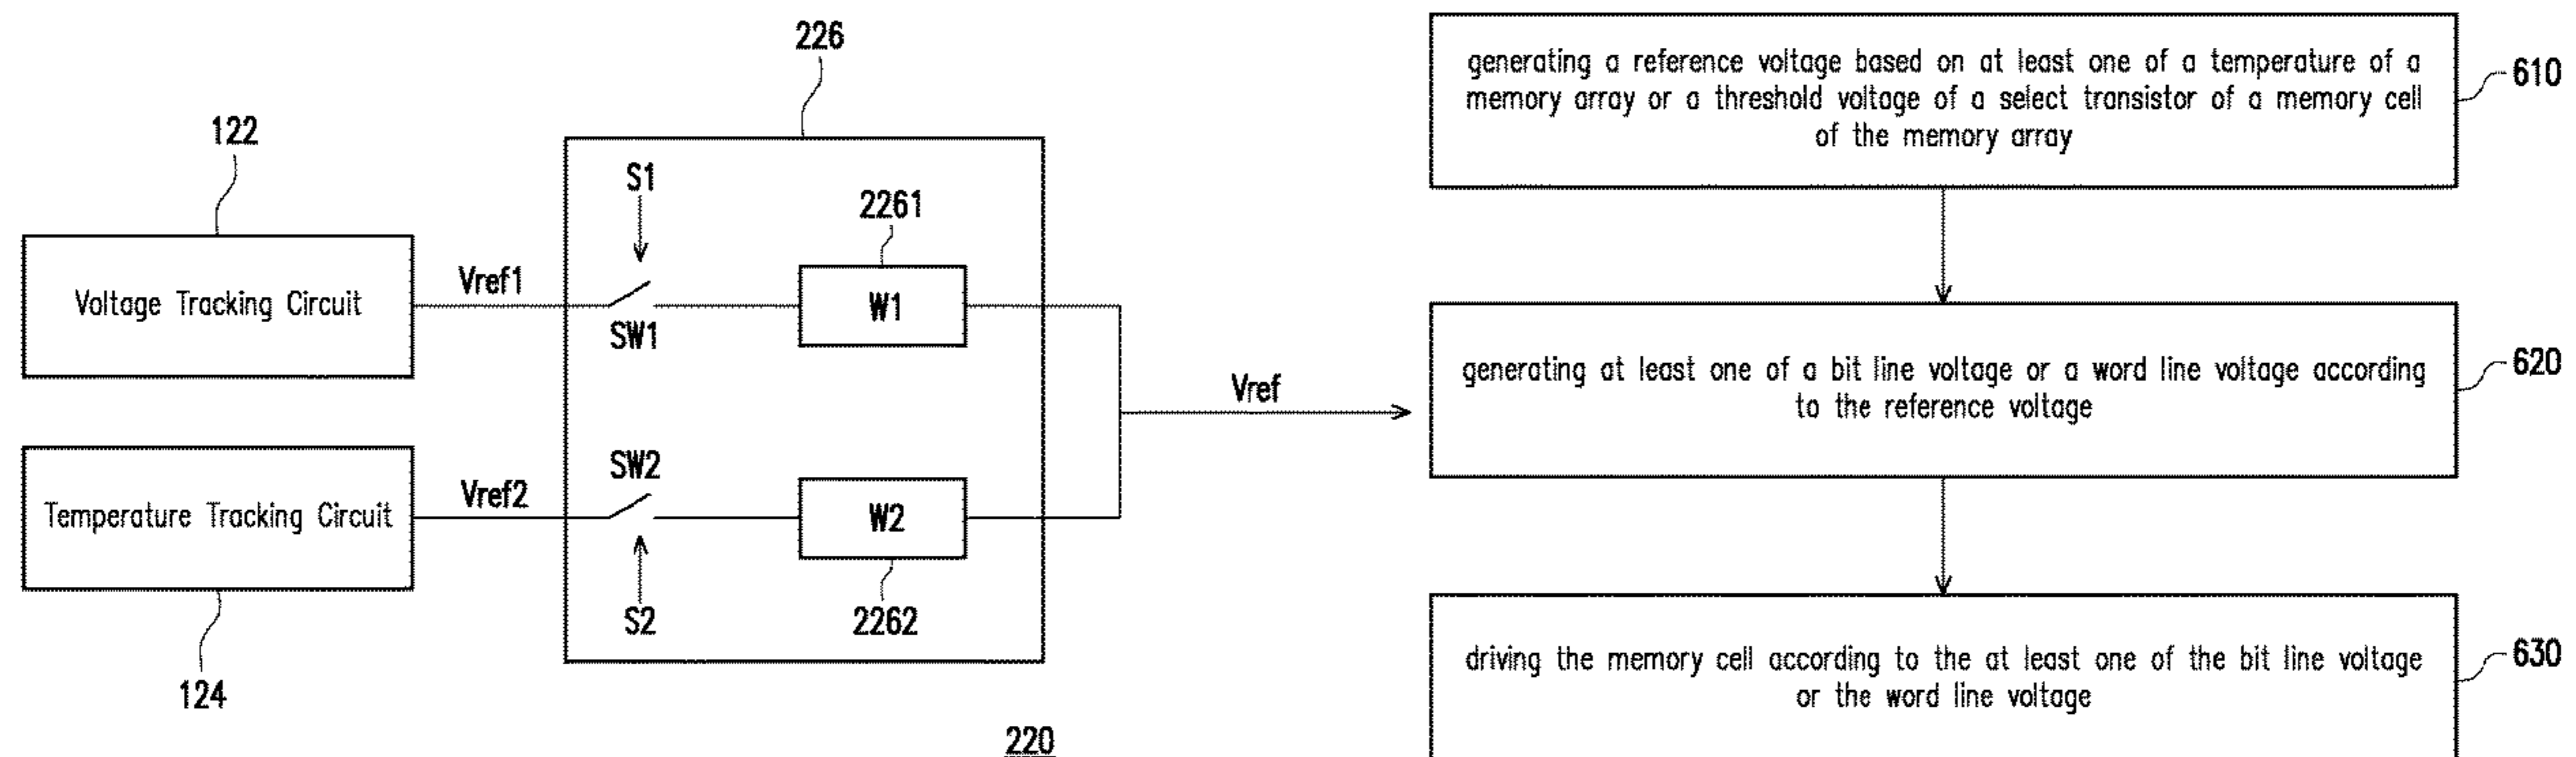 226
122
S1
2261
Voltage Tracking Circuit
Vref1
SW1
W1
Vref
Temperature Tracking Circuit
Vref2
SW2
W2
S2
2262
124
220
generating a reference voltage based on at least one of a temperature of a
memory array or a threshold voltage of a select transistor of a memory cell
of the memory array
610
generating at least one of a bit line voltage or a word line voltage according
to the reference voltage
620
driving the memory cell according to the at least one of the bit line voltage
or the word line voltage
630